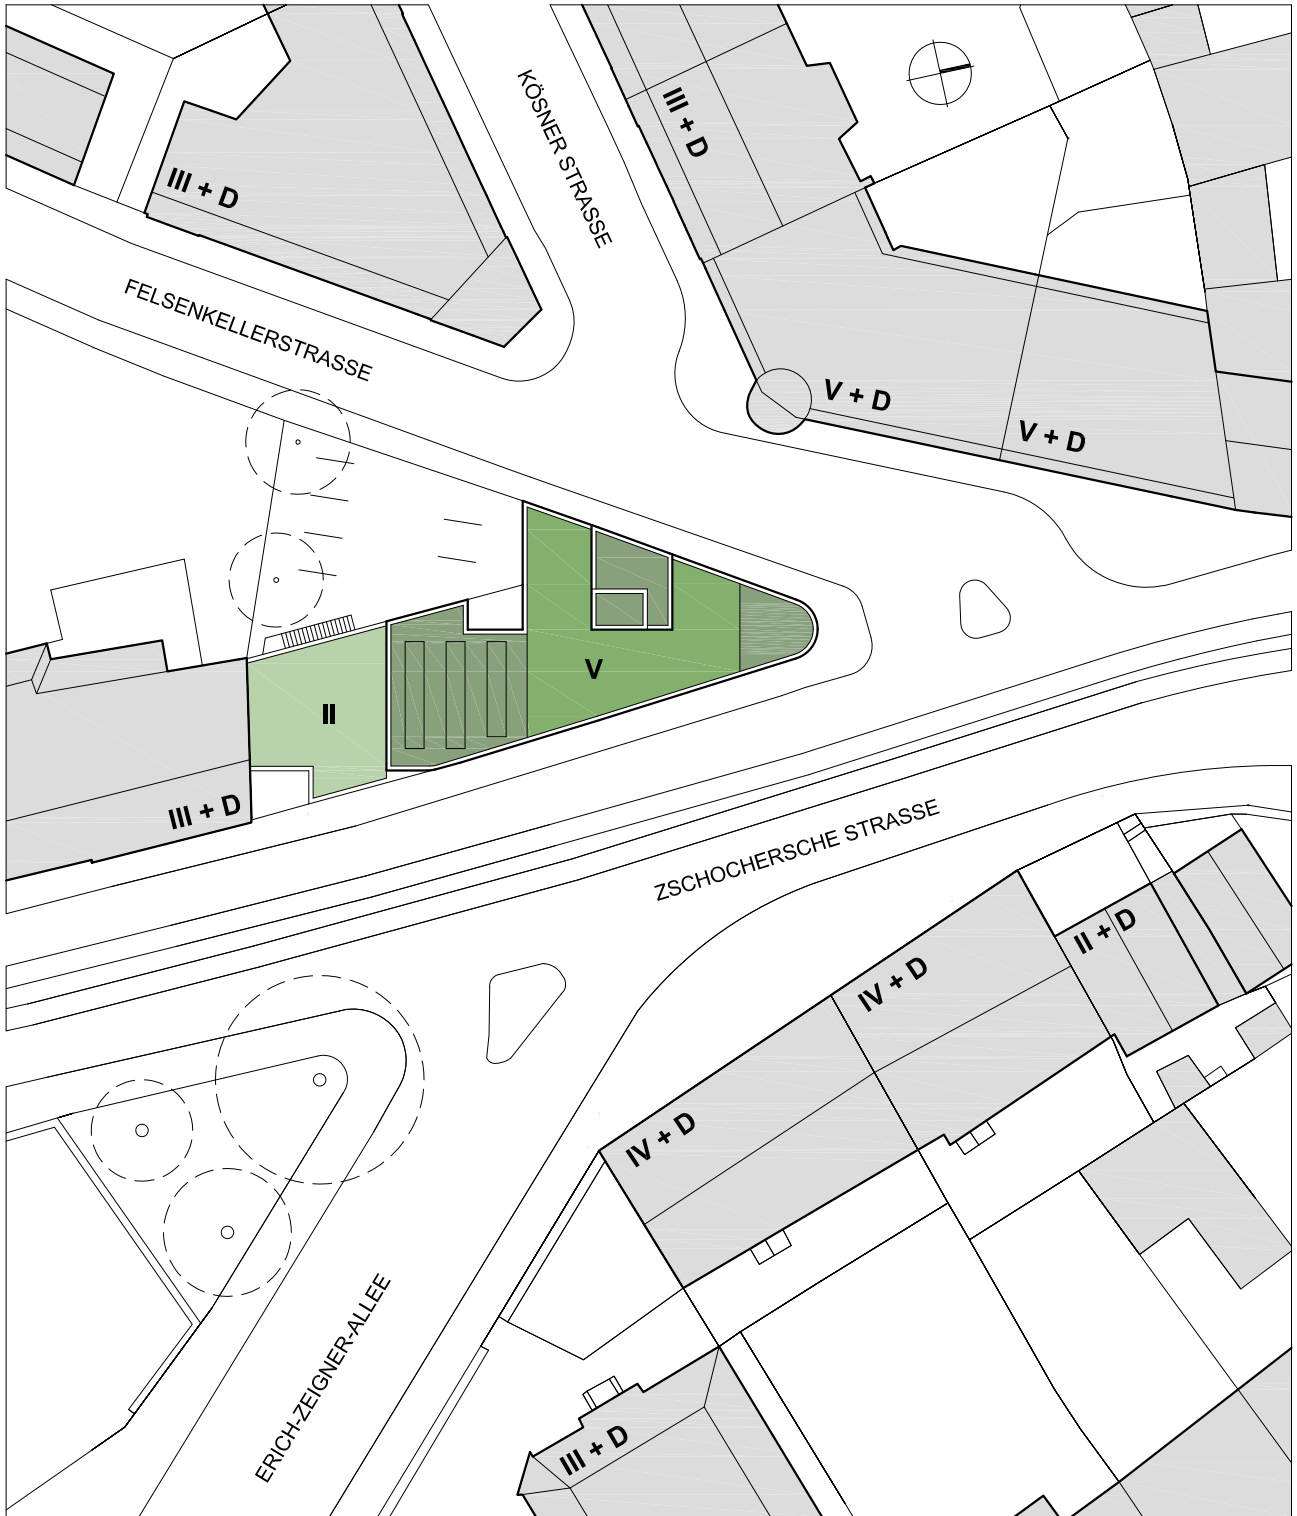 KÖSNER STRASSE
III + D
III + D
FELSENKELLERSTRASSE
V + D
V + D
V
II
III + D
ZSCHOCHERSCHE STRASSE
II + D
IV + D
IV + D
ERICH-ZEIGNER-ALLEE
III + D